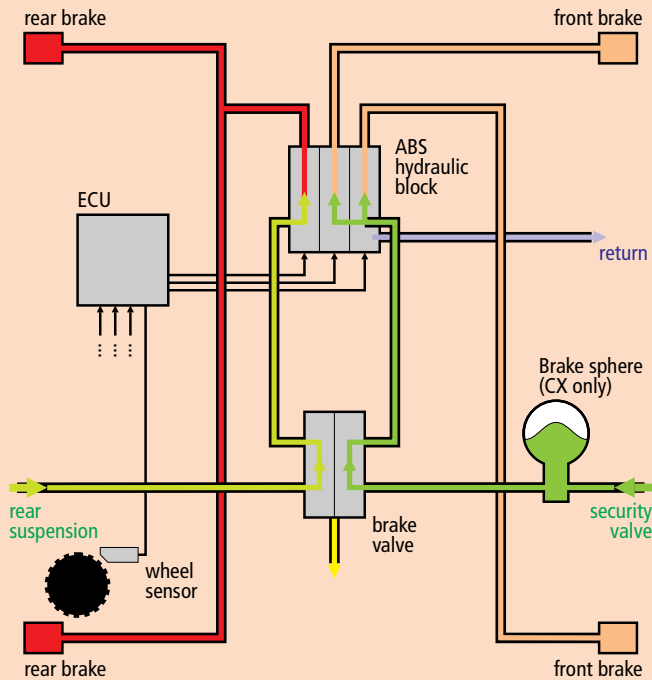 rear brake
front brake
ABS
hydraulic
block
ECU
return
Brake sphere
(CX only)
rear
suspension
security
valve
brake
valve
wheel
sensor
rear brake
front brake